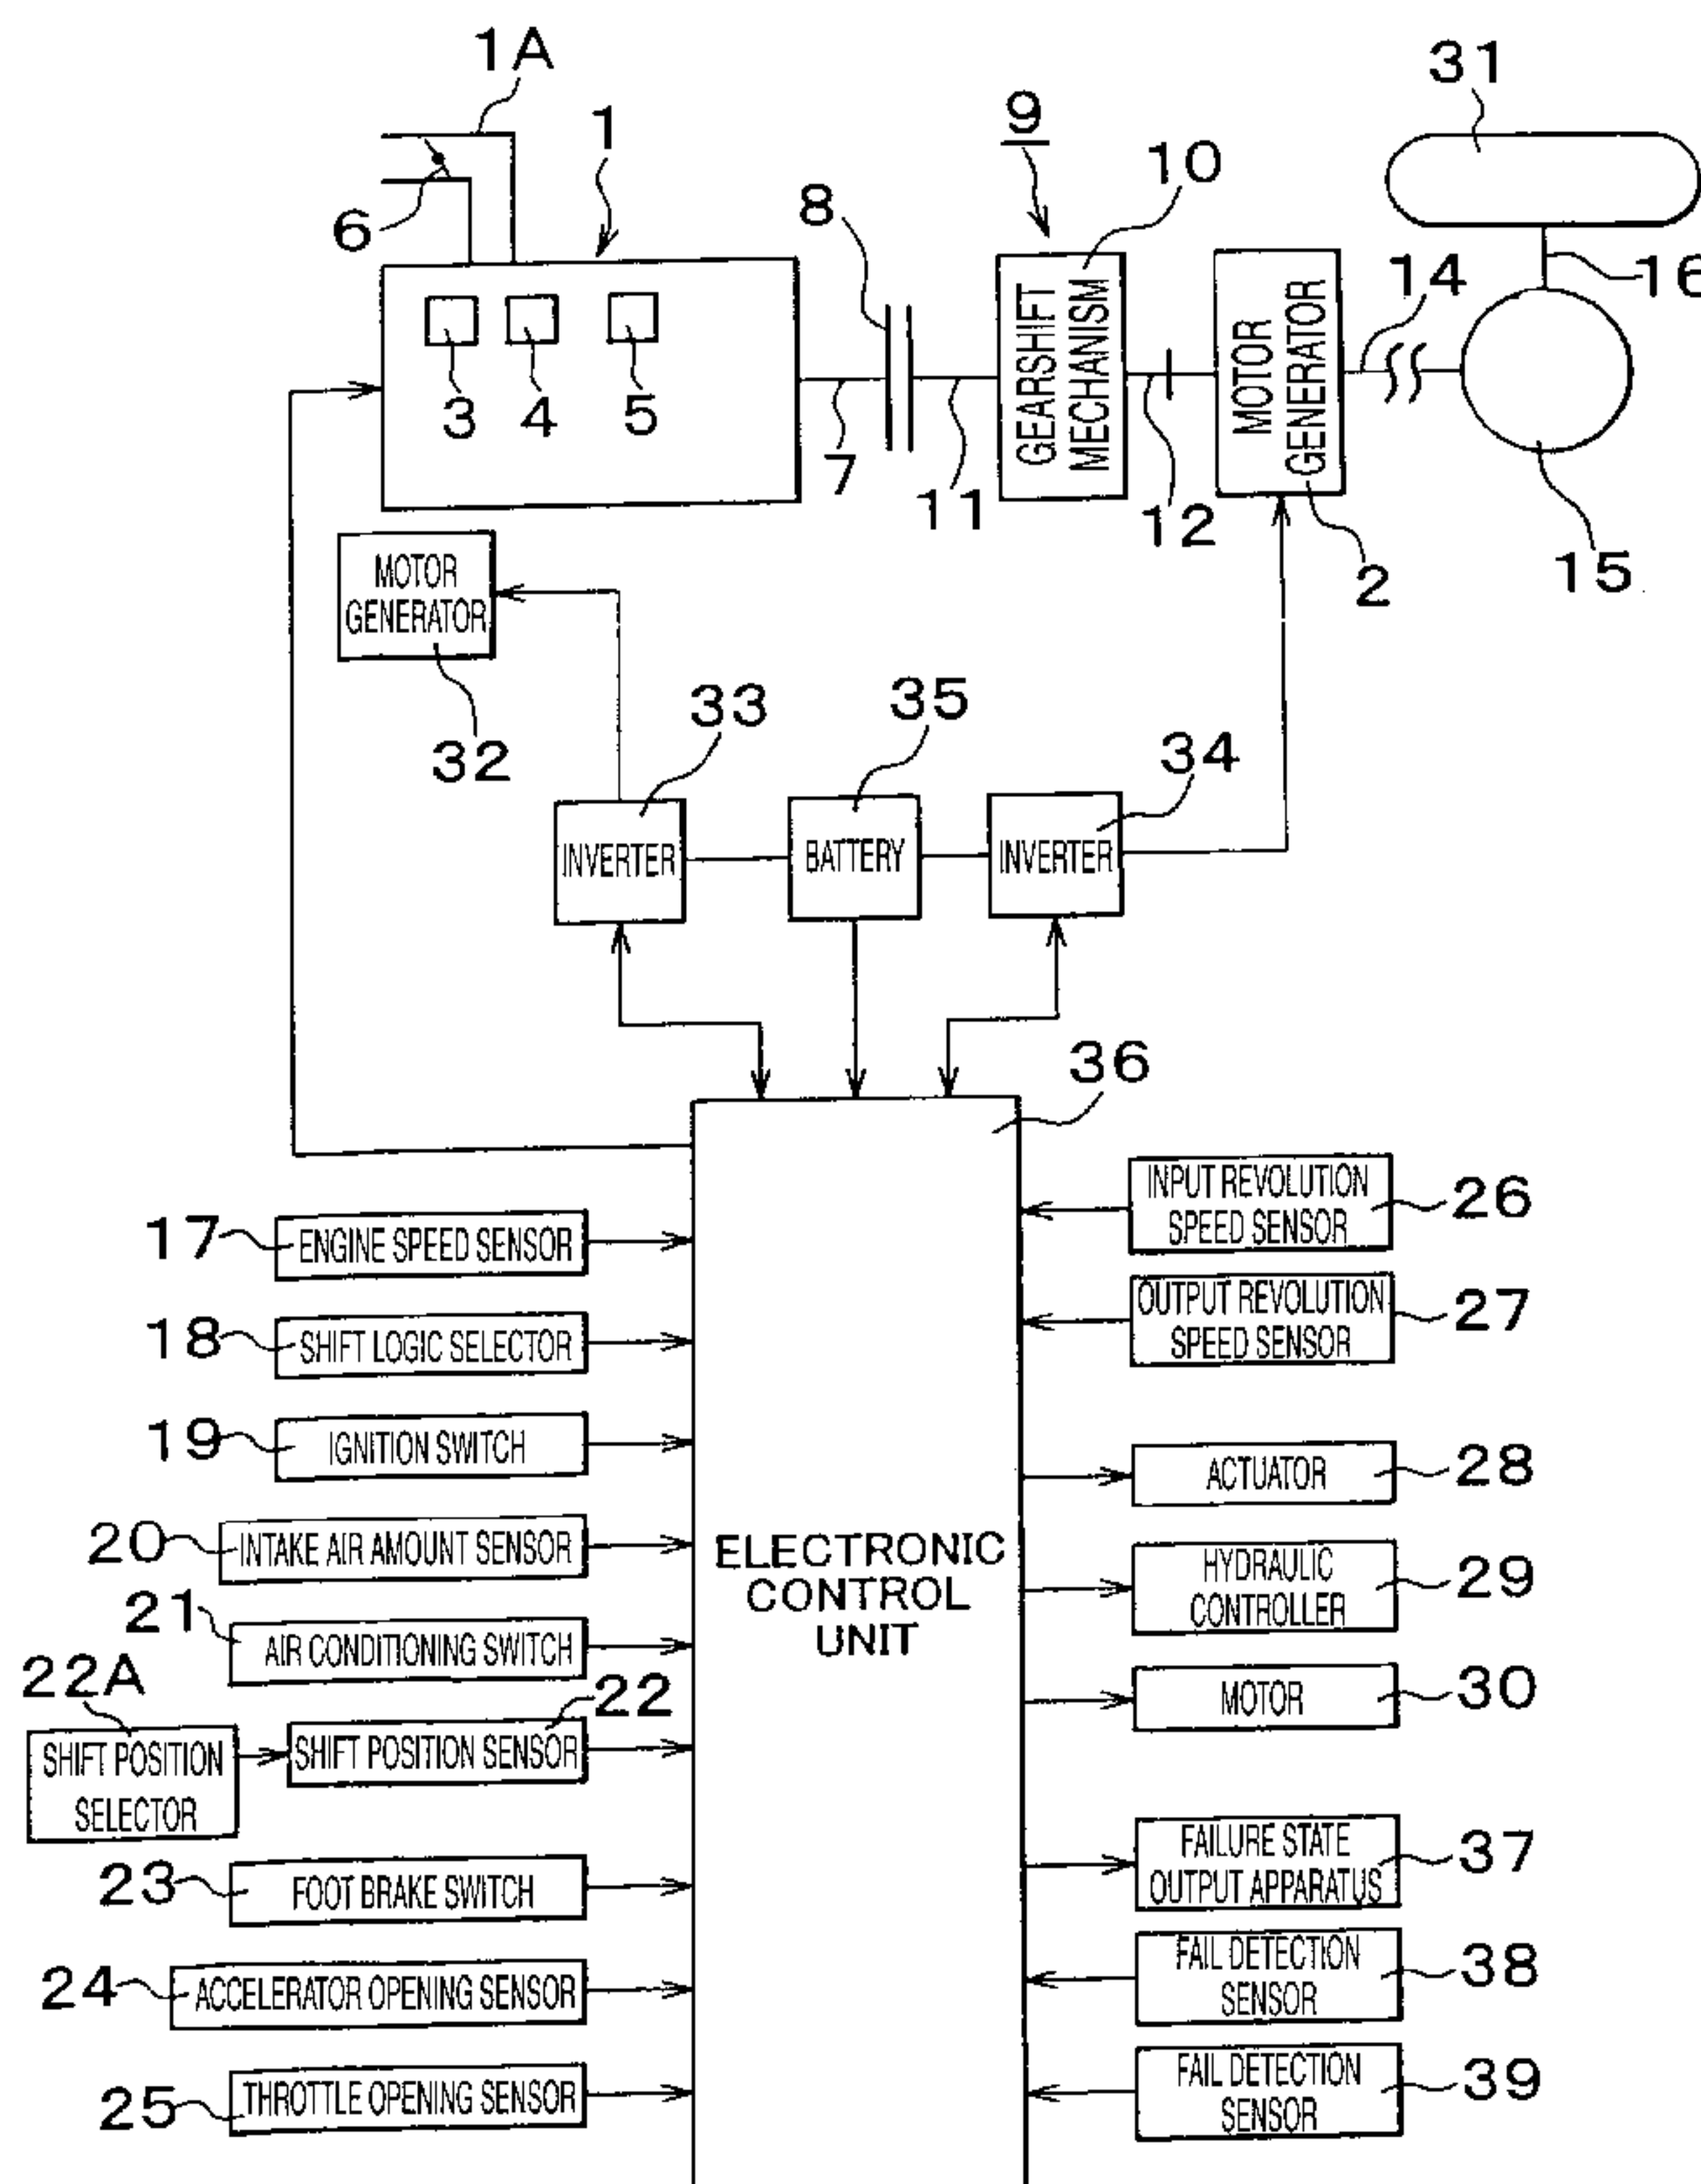 1A
31
1
9
10
8
6
16
14
GEARSHIFT
MECHANISM
MOTOR
GENERATOR
3
4
5
7
11
12
2
15
MOTOR
GENERATOR
32
33
35
34
INVERTER
BATTERY
INVERTER
36
17
ENGINE SPEED SENSOR
18
SHIFT LOGIC SELECTOR
19
IGNITION SWITCH
20
INTAKE AIR AMOUNT SENSOR
21
AIR CONDITIONING SWITCH
22A
SHIFT POSITION
SELECTOR
22
SHIFT POSITION SENSOR
23
FOOT BRAKE SWITCH
24
ACCELERATOR OPENING SENSOR
25
THROTTLE OPENING SENSOR
ELECTRONIC
CONTROL
UNIT
INPUT REVOLUTION
SPEED SENSOR
26
OUTPUT REVOLUTION
SPEED SENSOR
27
ACTUATOR
28
HYDRAULIC
CONTROLLER
29
MOTOR
30
FAILURE STATE
OUTPUT APPARATUS
37
FAIL DETECTION
SENSOR
38
FAIL DETECTION
SENSOR
39